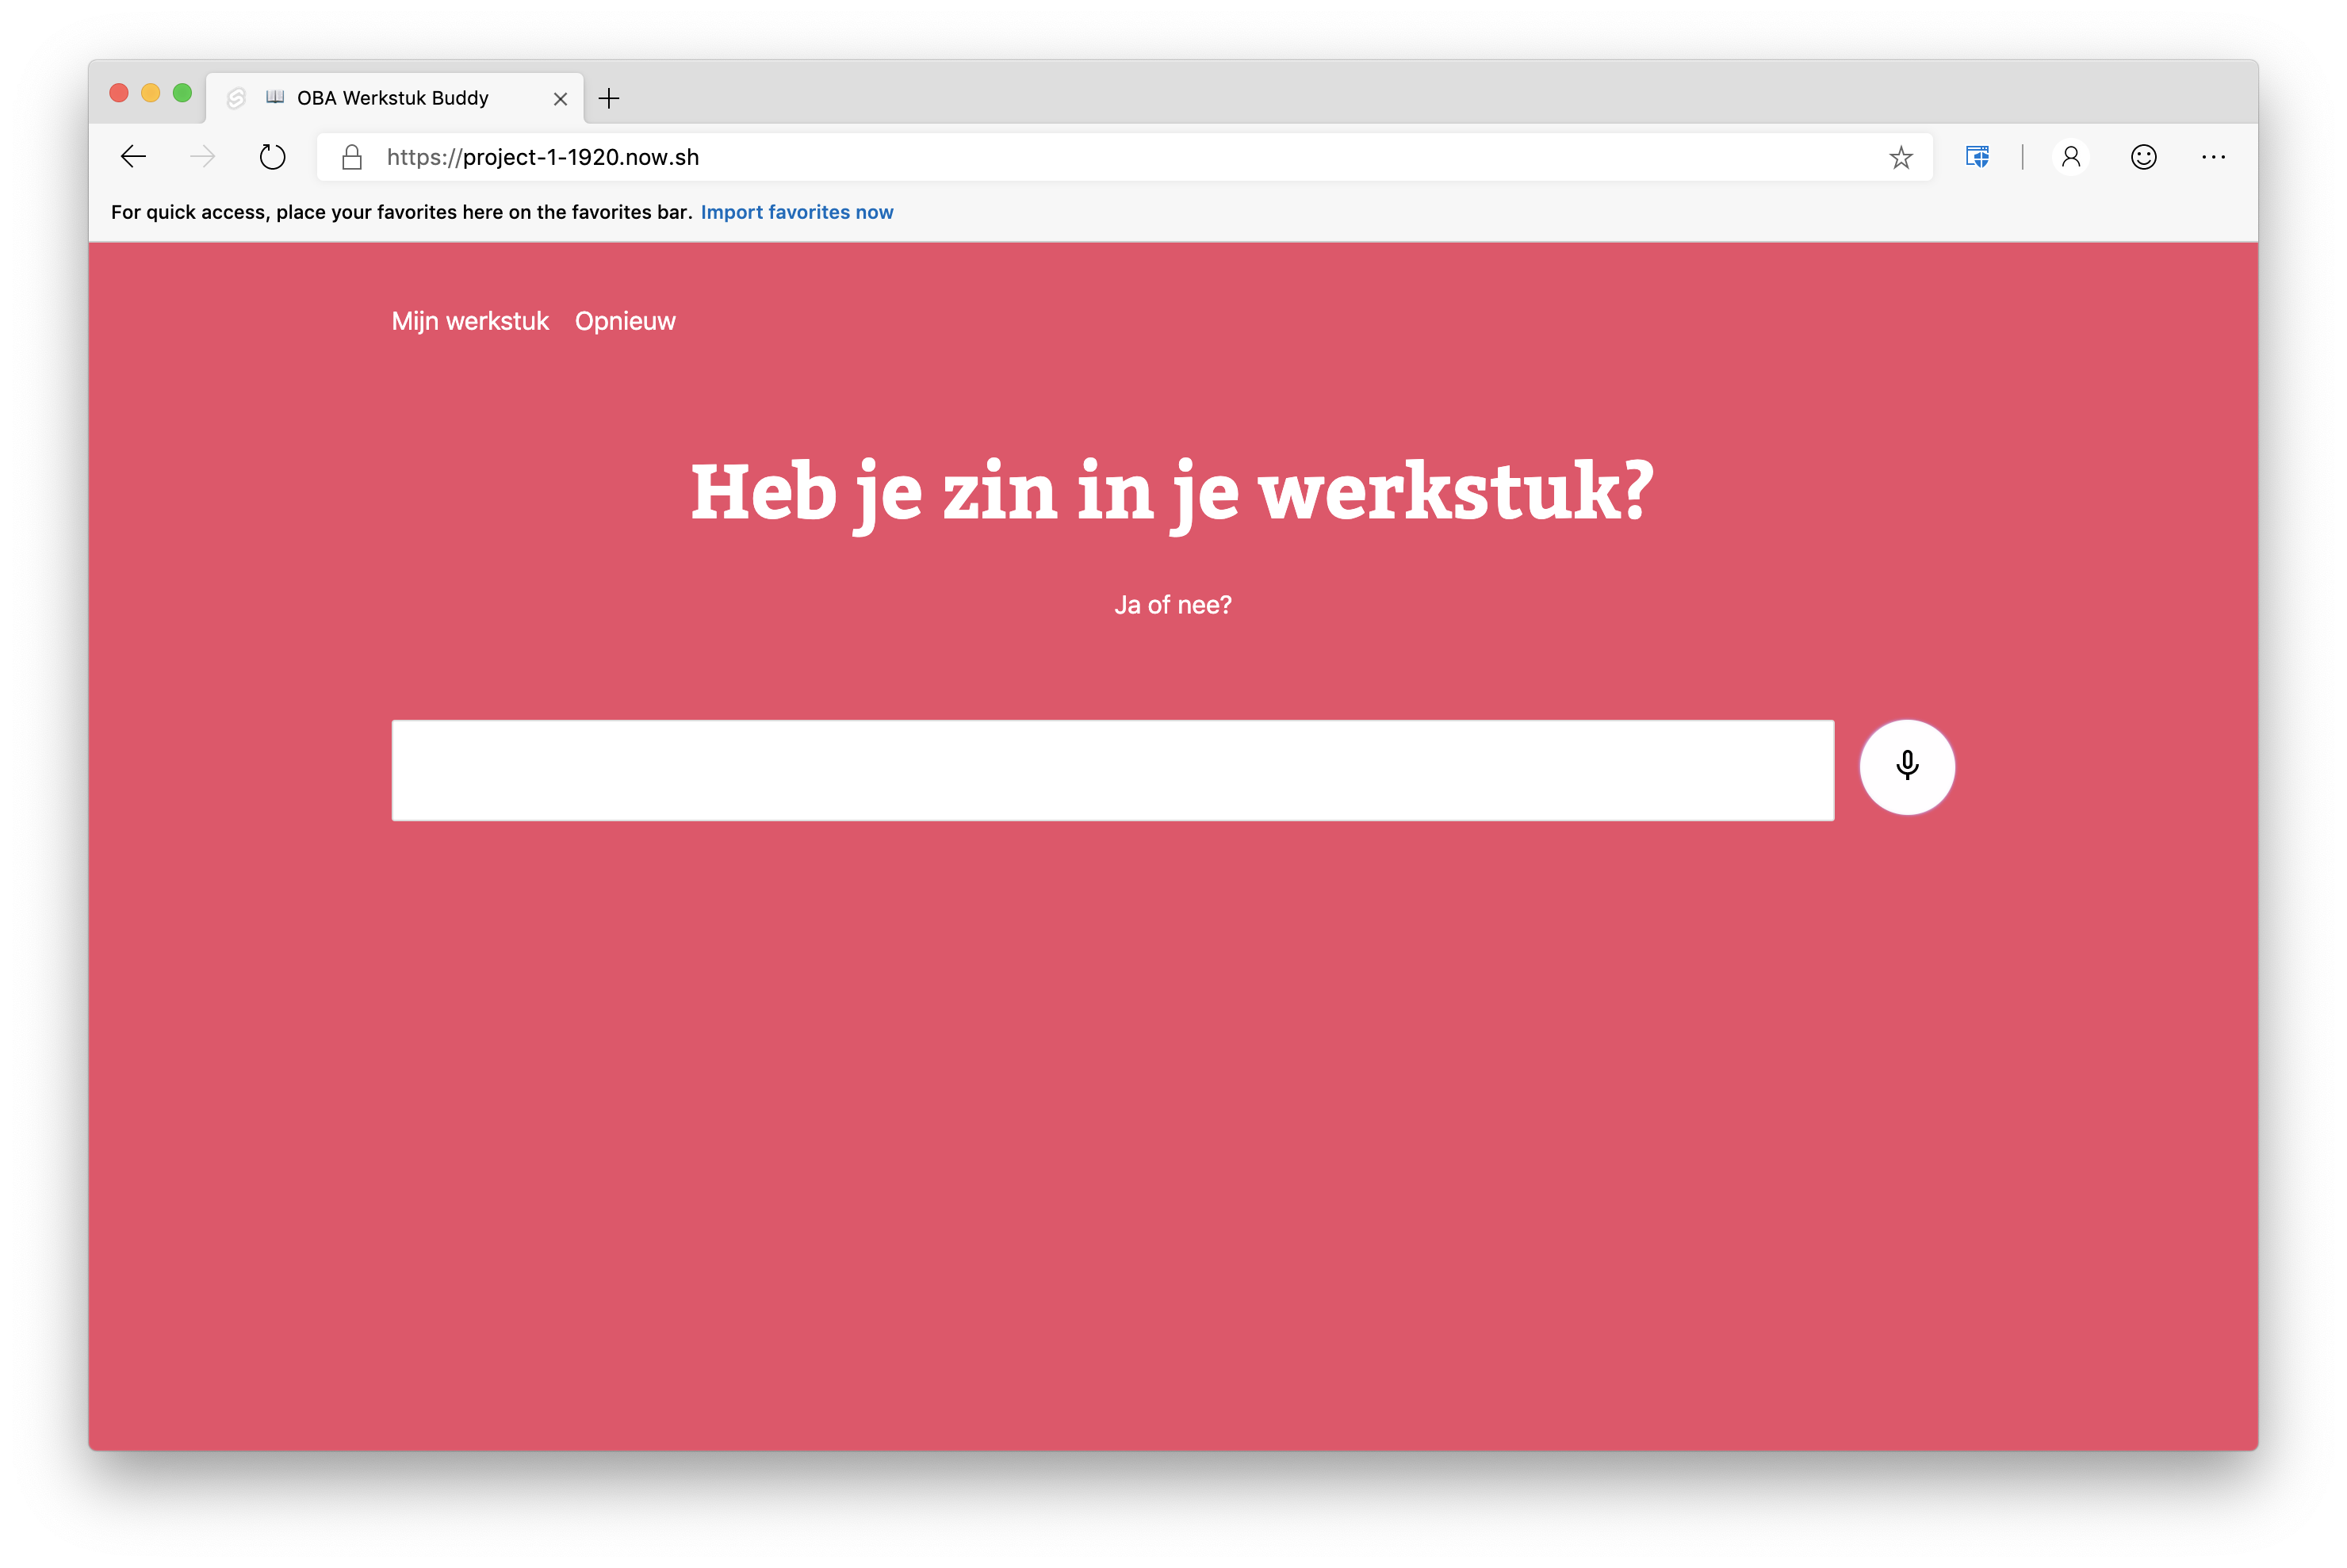 OBA Werkstuk Buddy
https://project-1-1920.now.sh
For quick access, place your favorites here on the favorites bar. Import favorites now
Mijn werkstuk Opnieuw
Heb je zin in je werkstuk?
Ja of nee?